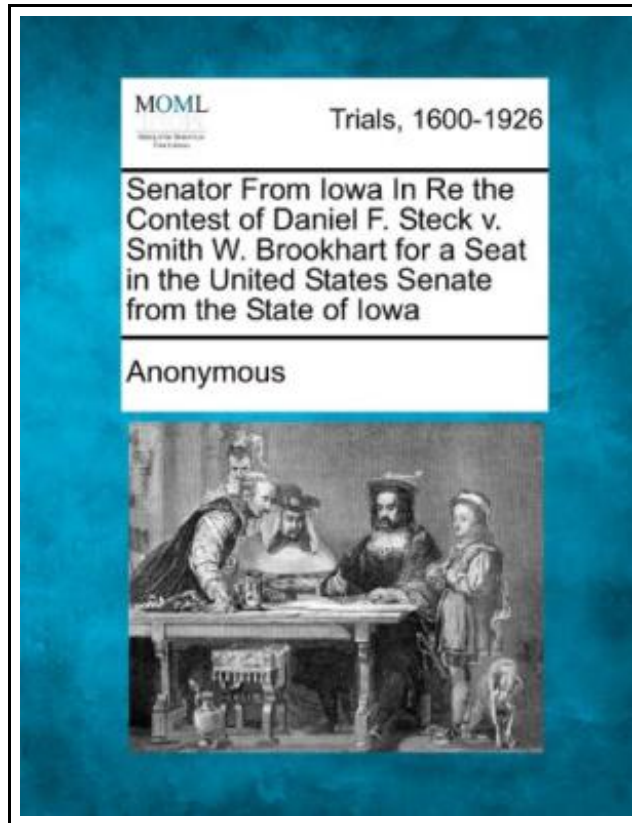 MOML
Trials, 1600-1926
Senator From Iowa In Re the
Contest of Daniel F. Steck v.
Smith W. Brookhart for a Seat
in the United States Senate
from the State of Iowa
Anonymous